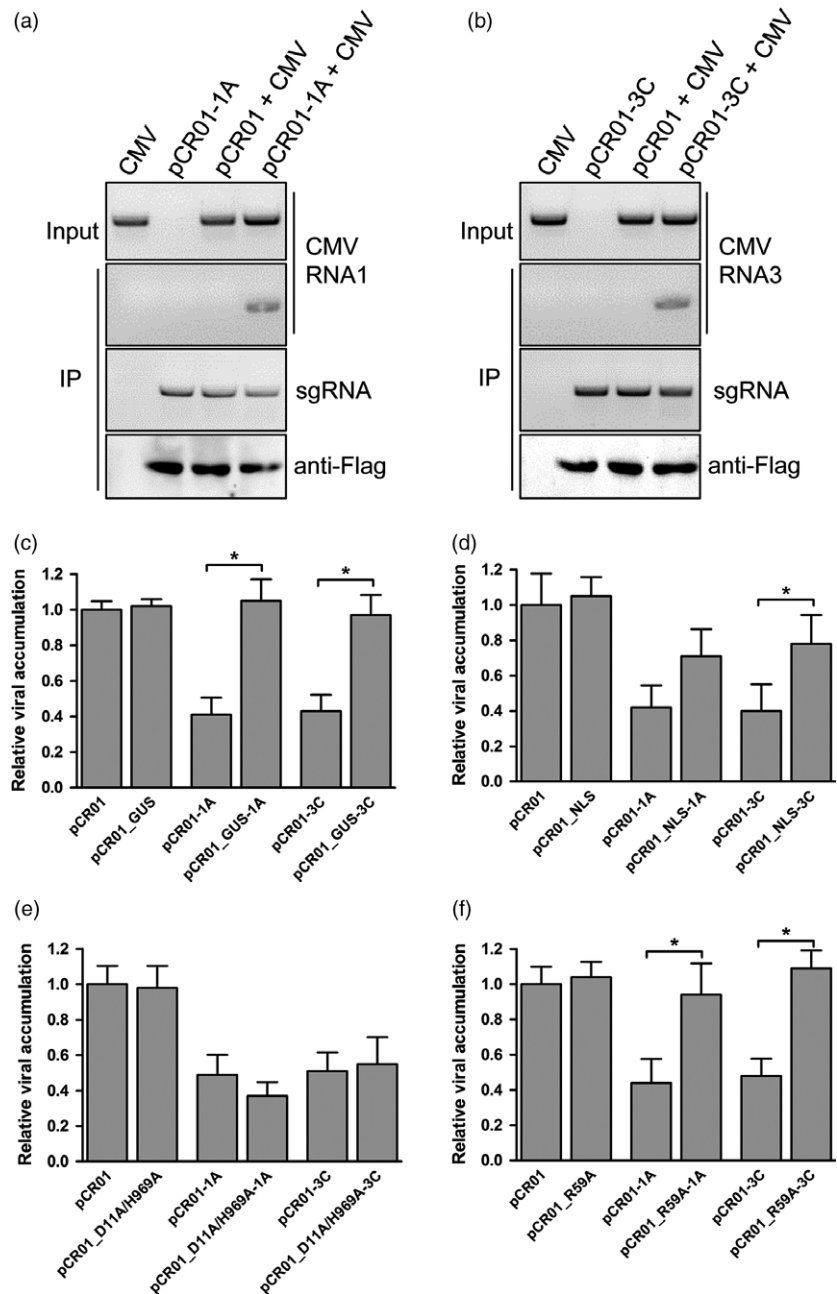 (a)
CMV
pCR01-1A
pCR01 + CMV
pCR01-1A + CMV
Input
IP
CMV
RNA1
sgRNA
anti-Flag
(b)
CMV
pCR01-3C
pCR01 + CMV
pCR01-3C + CMV
Input
IP
CMV
RNA3
sgRNA
anti-Flag
(c)
Relative viral accumulation
1.2
1.0
0.8
0.6
0.4
0.2
0.0
*
*
pCR01
pCR01_GUS
pCR01-1A
pCR01_GUS-1A
pCR01-3C
pCR01_GUS-3C
(d)
Relative viral accumulation
1.2
1.0
0.8
0.6
0.4
0.2
0.0
*
pCR01
pCR01_NLS
pCR01-1A
pCR01_NLS-1A
pCR01-3C
pCR01_NLS-3C
(e)
Relative viral accumulation
1.2
1.0
0.8
0.6
0.4
0.2
0.0
pCR01
pCR01_D11A/H969A
pCR01-1A
pCR01_D11A/H969A-1A
pCR01-3C
pCR01_D11A/H969A-3C
(f)
Relative viral accumulation
1.2
1.0
0.8
0.6
0.4
0.2
0.0
*
*
pCR01
pCR01_R59A
pCR01-1A
pCR01_R59A-1A
pCR01-3C
pCR01_R59A-3C